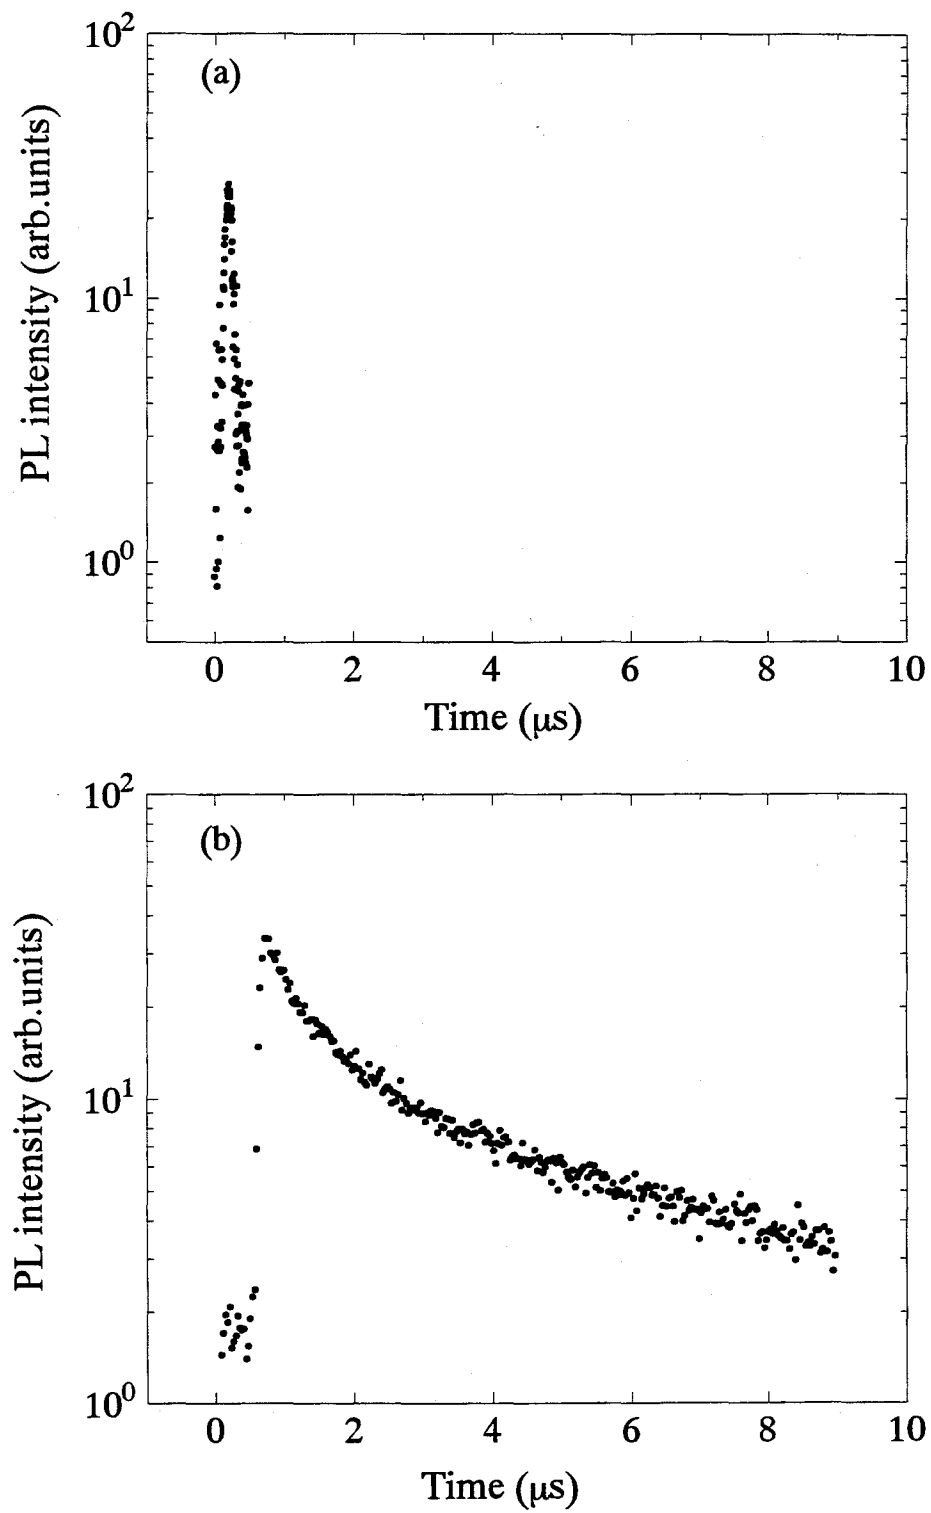 10²
(a)
10¹
10⁰
PL intensity (arb.units)
0 2 4 6 8 10
Time (μs)
10²
(b)
10¹
10⁰
PL intensity (arb.units)
0 2 4 6 8 10
Time (μs)